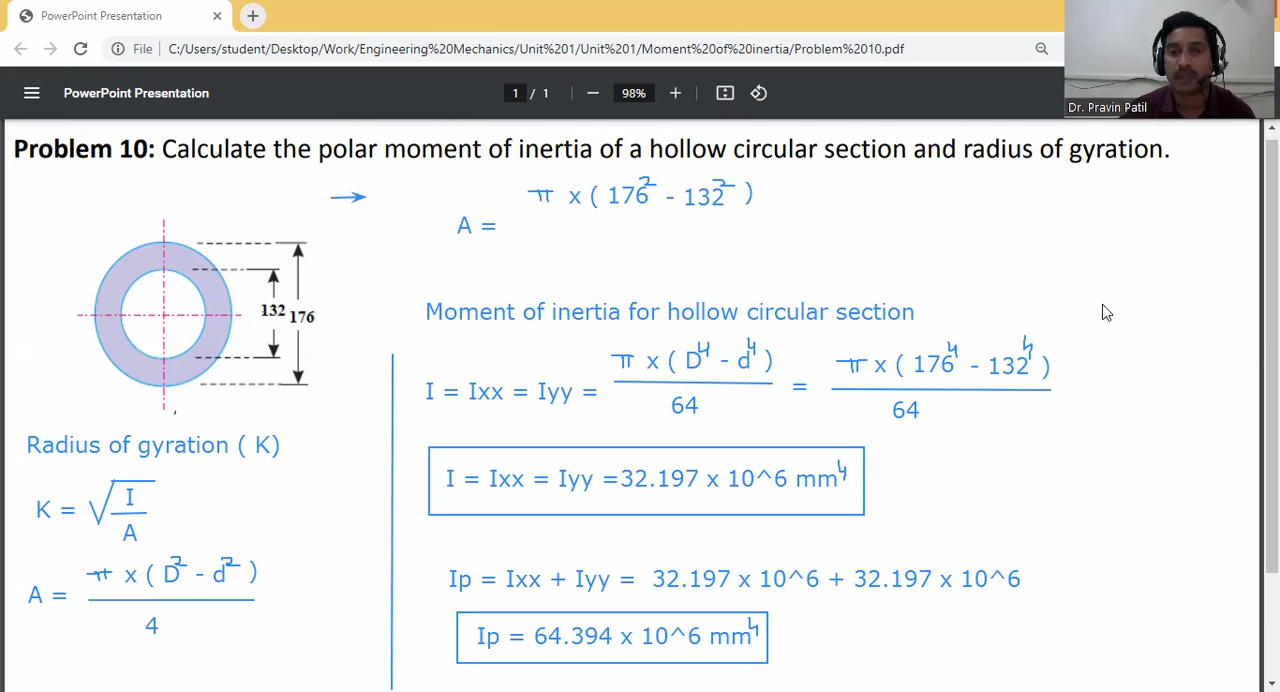 PowerPoint Presentation
File C:/Users/student/Desktop/Work/Engineering%20Mechanics/Unit%201/Unit%201/Moment%20of%20inertia/Problem%2010.pdf
PowerPoint Presentation
1 / 1
98%
Dr. Pravin Patil
Problem 10: Calculate the polar moment of inertia of a hollow circular section and radius of gyration.
132 176
Radius of gyration ( K)
K = √ I
A
A = π x ( D² - d² )
4
π x ( 176² - 132² )
A =
Moment of inertia for hollow circular section
I = Ixx = Iyy = π x ( D⁴ - d⁴ ) = π x ( 176⁴ - 132⁴ )
64 64
I = Ixx = Iyy =32.197 x 10^6 mm⁴
Ip = Ixx + Iyy = 32.197 x 10^6 + 32.197 x 10^6
Ip = 64.394 x 10^6 mm⁴